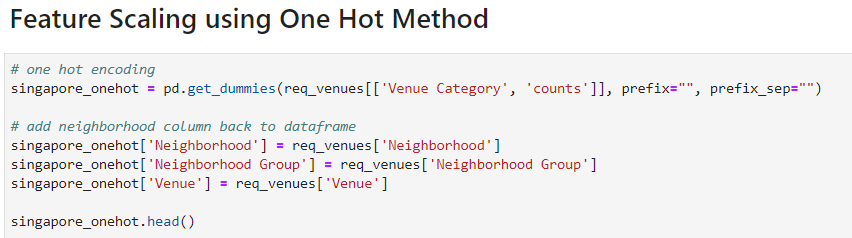 Feature Scaling using One Hot Method
# one hot encoding
singapore_onehot = pd.get_dummies(req_venues[['Venue Category', 'counts']], prefix="", prefix_sep="")
# add neighborhood column back to dataframe
singapore_onehot['Neighborhood'] = req_venues['Neighborhood']
singapore_onehot['Neighborhood Group'] = req_venues['Neighborhood Group']
singapore_onehot['Venue'] = req_venues['Venue']
singapore_onehot.head()